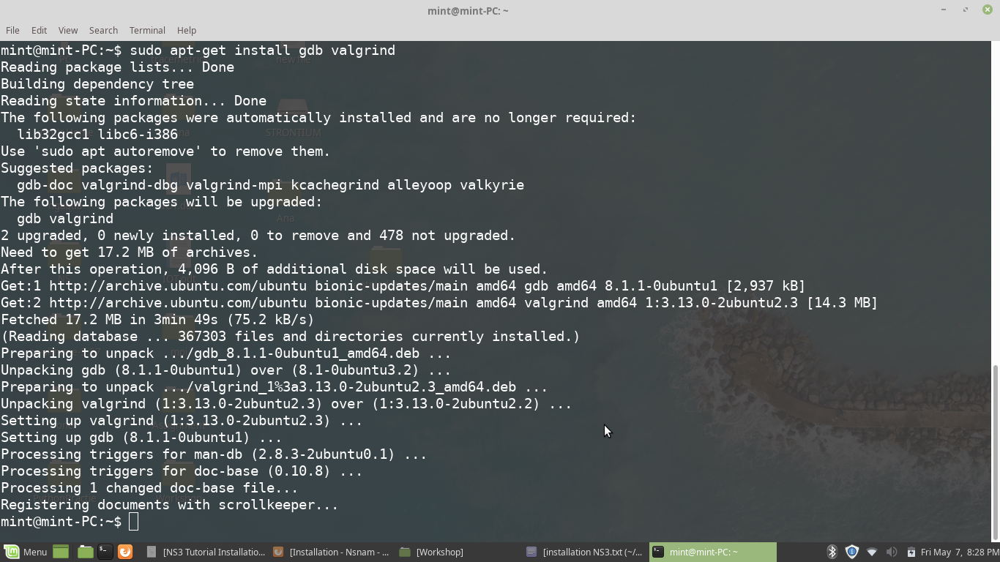 mint@mint-PC: ~
File Edit View Search Terminal Help
mint@mint-PC:~$ sudo apt-get install gdb valgrind
Reading package lists... Done
Building dependency tree
Reading state information... Done
The following packages were automatically installed and are no longer required:
  lib32gcc1 libc6-i386
Use 'sudo apt autoremove' to remove them.
Suggested packages:
  gdb-doc valgrind-dbg valgrind-mpi kcachegrind alleyoop valkyrie
The following packages will be upgraded:
  gdb valgrind
2 upgraded, 0 newly installed, 0 to remove and 478 not upgraded.
Need to get 17.2 MB of archives.
After this operation, 4,096 B of additional disk space will be used.
Get:1 http://archive.ubuntu.com/ubuntu bionic-updates/main amd64 gdb amd64 8.1.1-0ubuntu1 [2,937 kB]
Get:2 http://archive.ubuntu.com/ubuntu bionic-updates/main amd64 valgrind amd64 1:3.13.0-2ubuntu2.3 [14.3 MB]
Fetched 17.2 MB in 3min 49s (75.2 kB/s)
(Reading database ... 367303 files and directories currently installed.)
Preparing to unpack .../gdb_8.1.1-0ubuntu1_amd64.deb ...
Unpacking gdb (8.1.1-0ubuntu1) over (8.1-0ubuntu3.2) ...
Preparing to unpack .../valgrind_1%3a3.13.0-2ubuntu2.3_amd64.deb ...
Unpacking valgrind (1:3.13.0-2ubuntu2.3) over (1:3.13.0-2ubuntu2.2) ...
Setting up valgrind (1:3.13.0-2ubuntu2.3) ...
Setting up gdb (8.1.1-0ubuntu1) ...
Processing triggers for man-db (2.8.3-2ubuntu0.1) ...
Processing triggers for doc-base (0.10.8) ...
Processing 1 changed doc-base file...
Registering documents with scrollkeeper...
mint@mint-PC:~$
STRONTIUM
Ana
Menu [NS3 Tutorial Installatio... [Installation - Nsnam - ... [Workshop] [installation NS3.txt (~/... mint@mint-PC: ~ Fri May 7, 8:28 PM